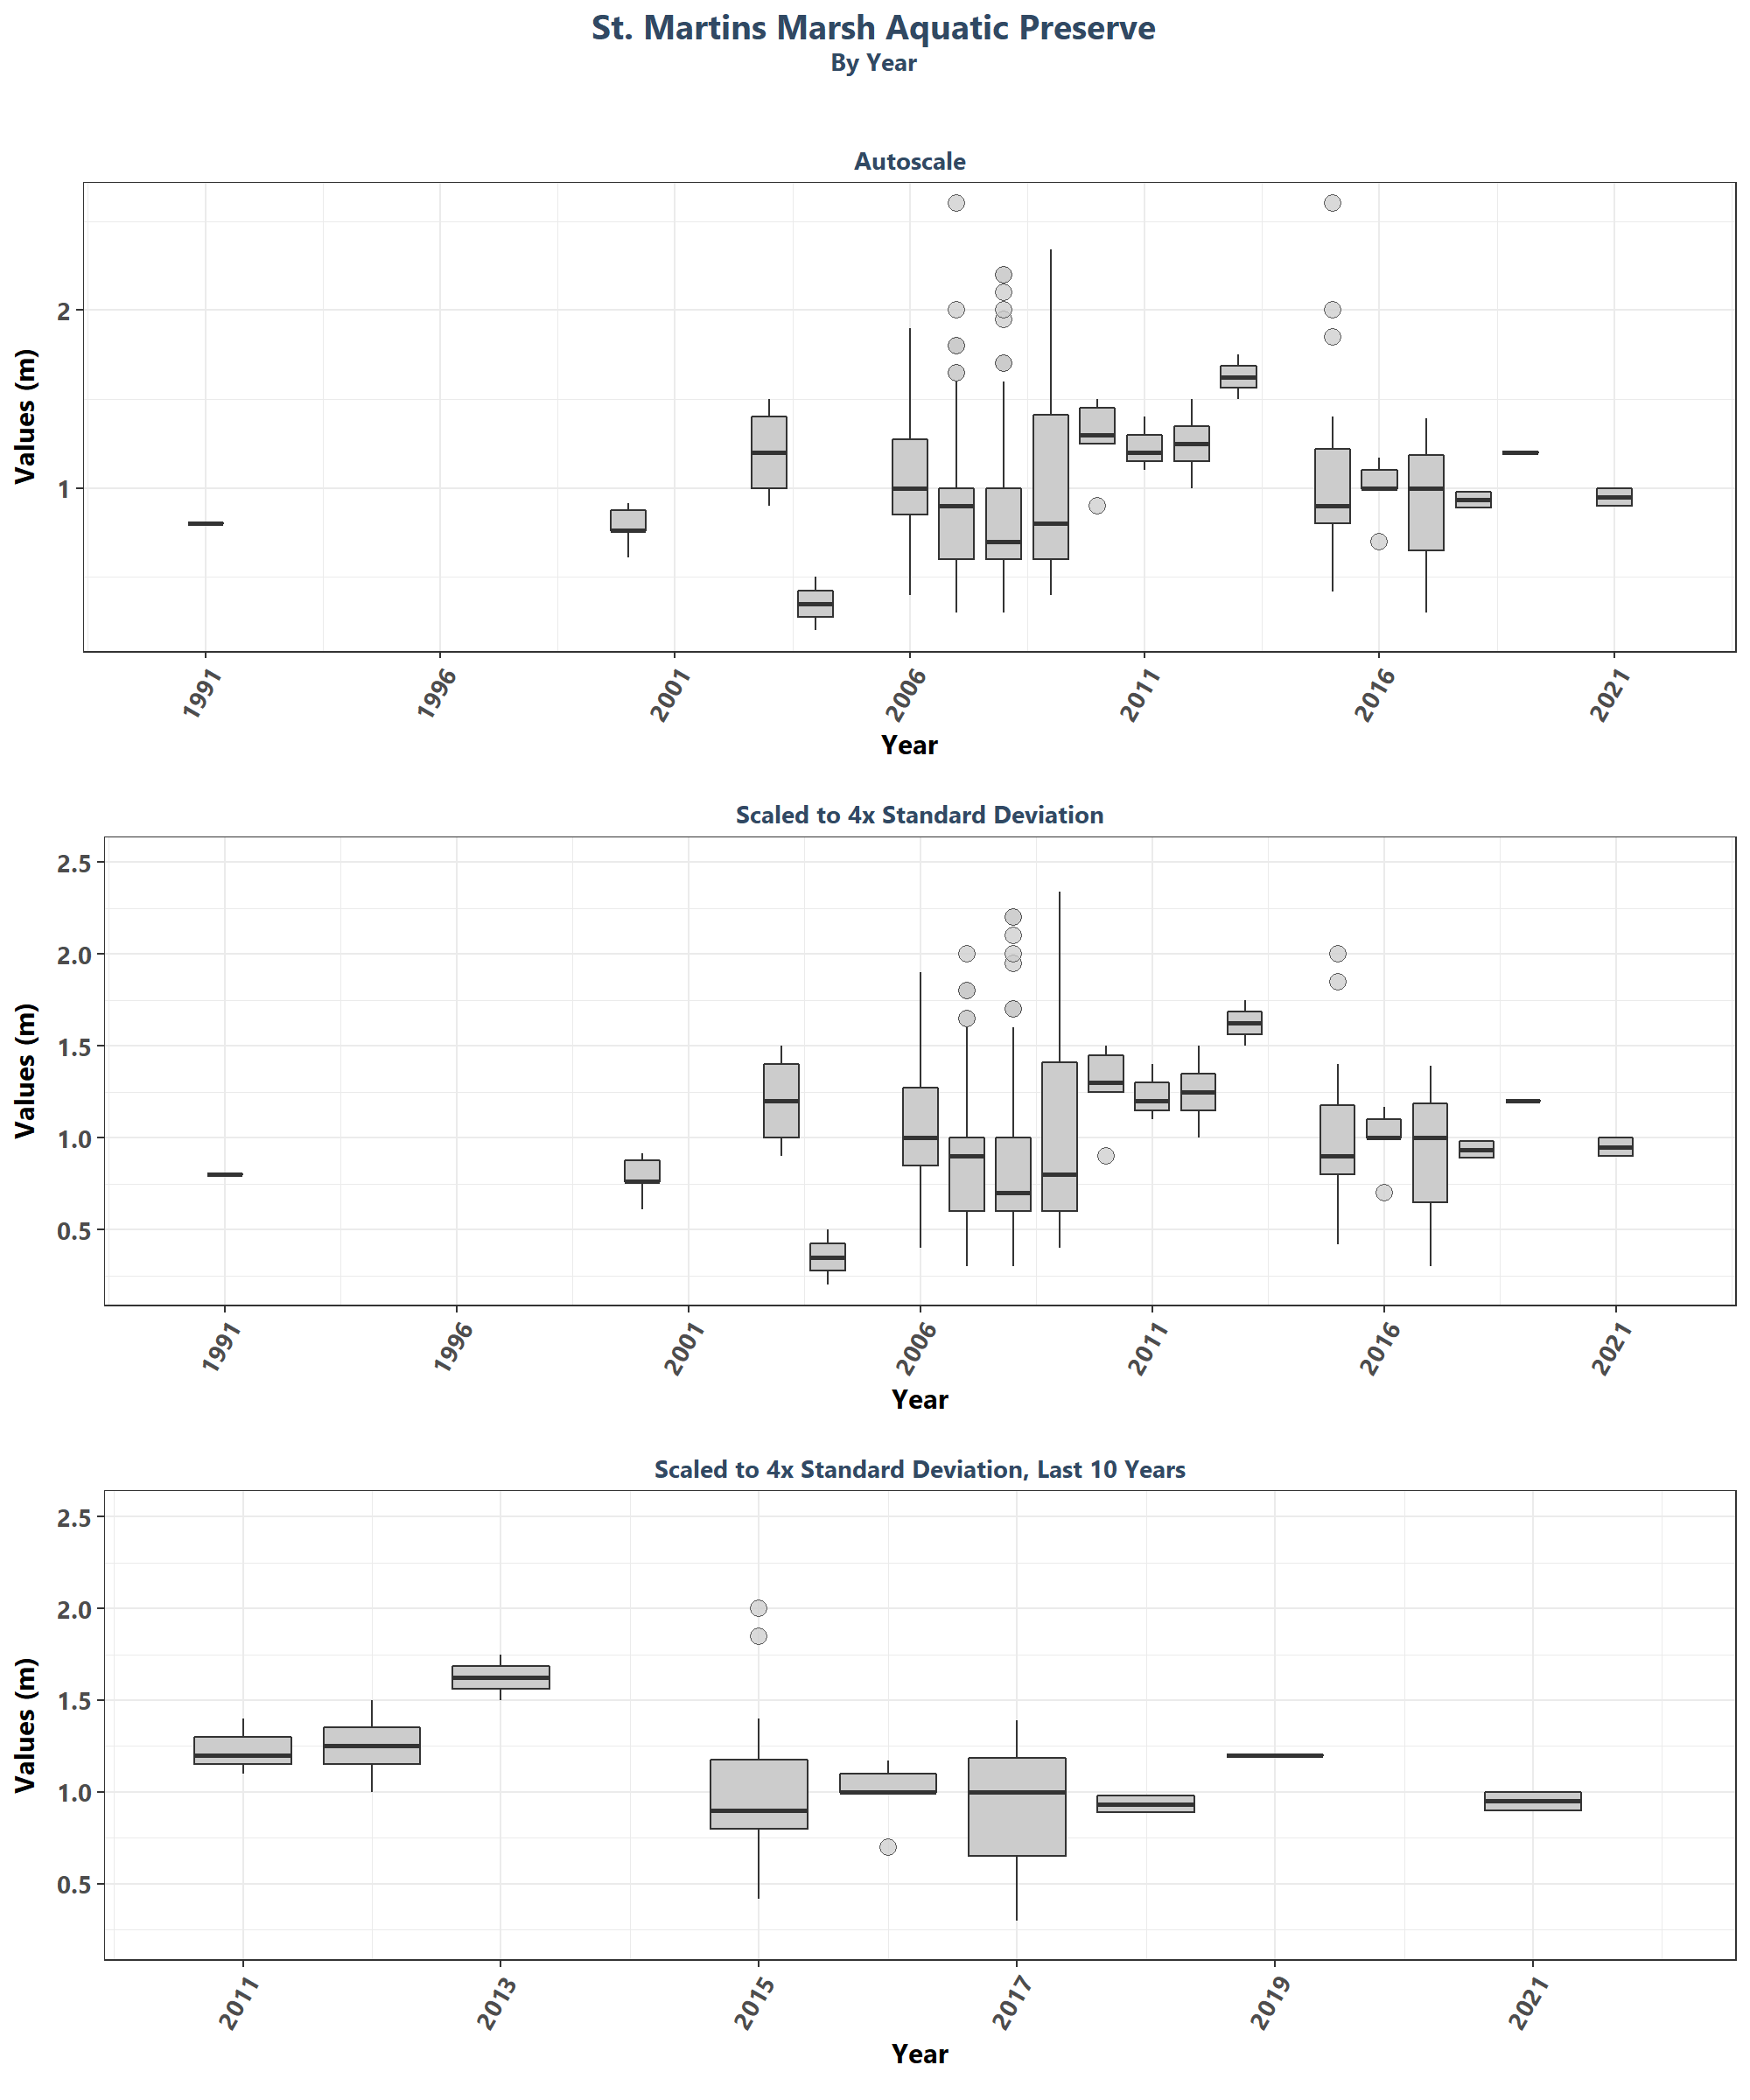 St. Martins Marsh Aquatic Preserve
By Year
Autoscale
Values (m)
2
1
1991 1996 2001 2006 2011 2016 2021
Year
Scaled to 4x Standard Deviation
Values (m)
2.5
2.0
1.5
1.0
0.5
1991 1996 2001 2006 2011 2016 2021
Year
Scaled to 4x Standard Deviation, Last 10 Years
Values (m)
2.5
2.0
1.5
1.0
0.5
2011 2013 2015 2017 2019 2021
Year